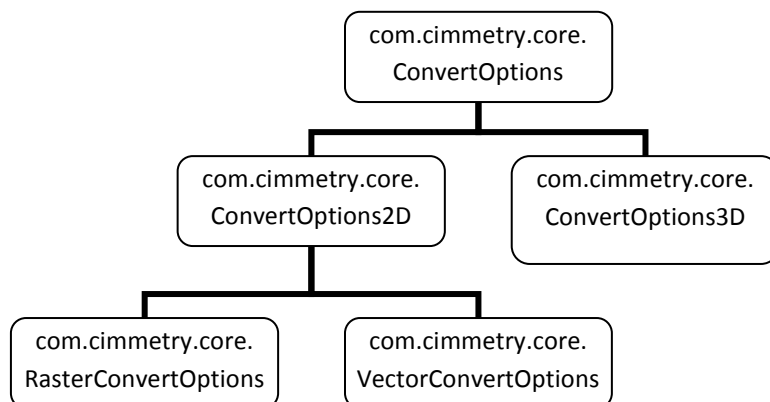 com.cimmetry.core.
ConvertOptions
com.cimmetry.core.
ConvertOptions2D
com.cimmetry.core.
ConvertOptions3D
com.cimmetry.core.
RasterConvertOptions
com.cimmetry.core.
VectorConvertOptions